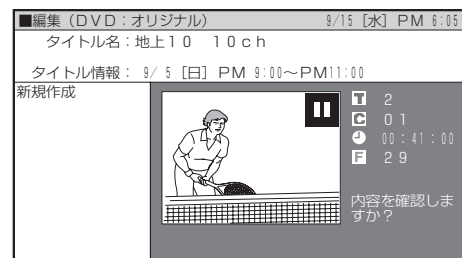 ■編集（DVD：オリジナル） 9/15 [水] PM 6:05
タイトル名：地上10 10ch
タイトル情報： 9/ 5 [日] PM 9:00〜PM11:00
新規作成
T 2
C 01
00：41：00
F 29
内容を確認しま
すか？